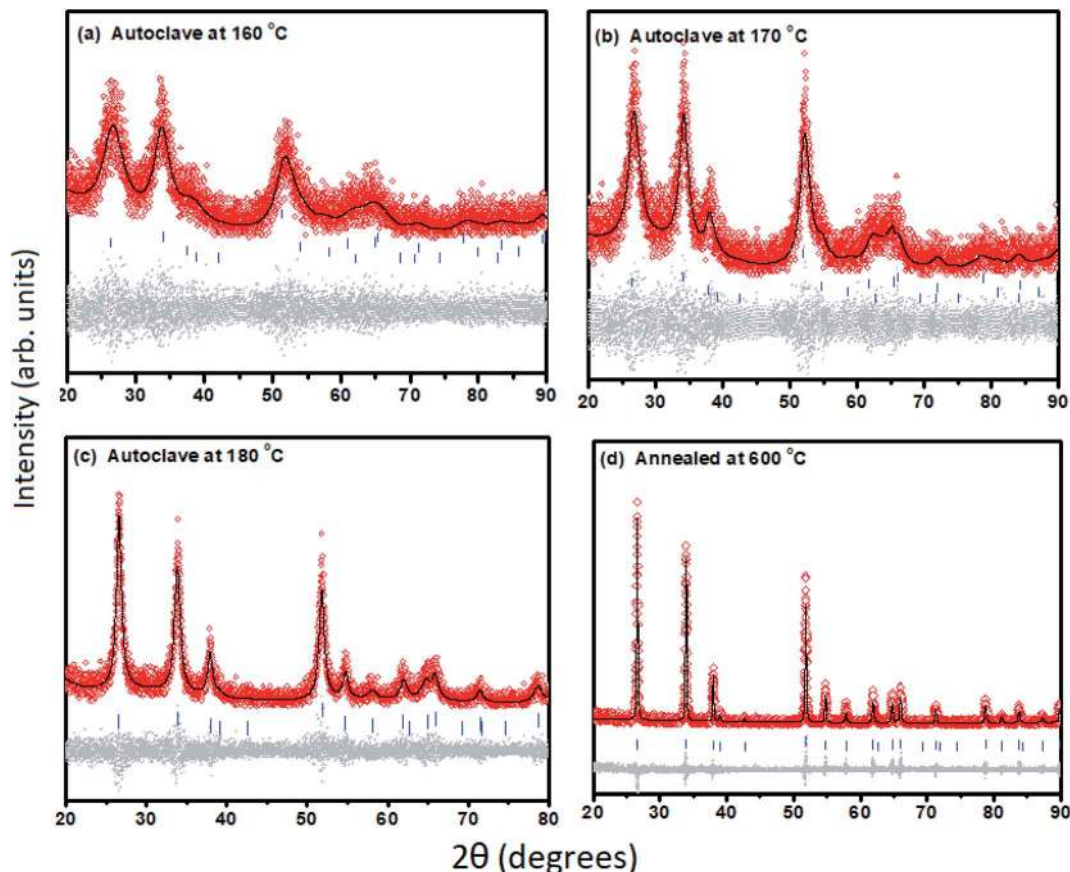 (a) Autoclave at 160 °C
(b) Autoclave at 170 °C
20 30 40 50 60 70 80 90
20 30 40 50 60 70 80 90
Intensity (arb. units)
(c) Autoclave at 180 °C
(d) Annealed at 600 °C
20 30 40 50 60 70 80
20 30 40 50 60 70 80 90
2θ (degrees)